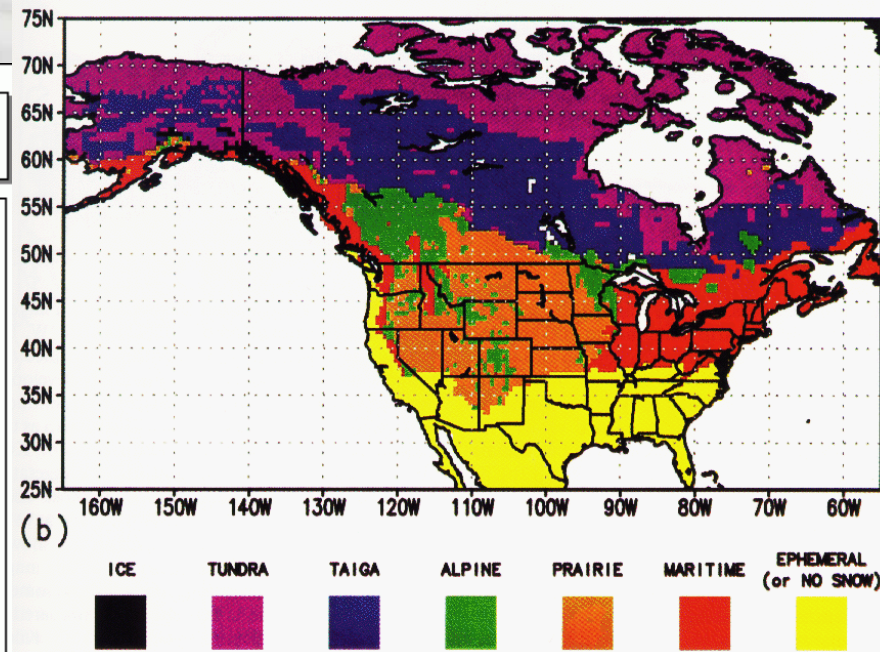 75N
70N
65N
60N
55N
50N
45N
40N
35N
30N
25N
160W 150W 140W 130W 120W 110W 100W 90W 80W 70W 60W
(b)
ICE TUNDRA TAIGA ALPINE PRAIRIE MARITIME EPHEMERAL
(or NO SNOW)